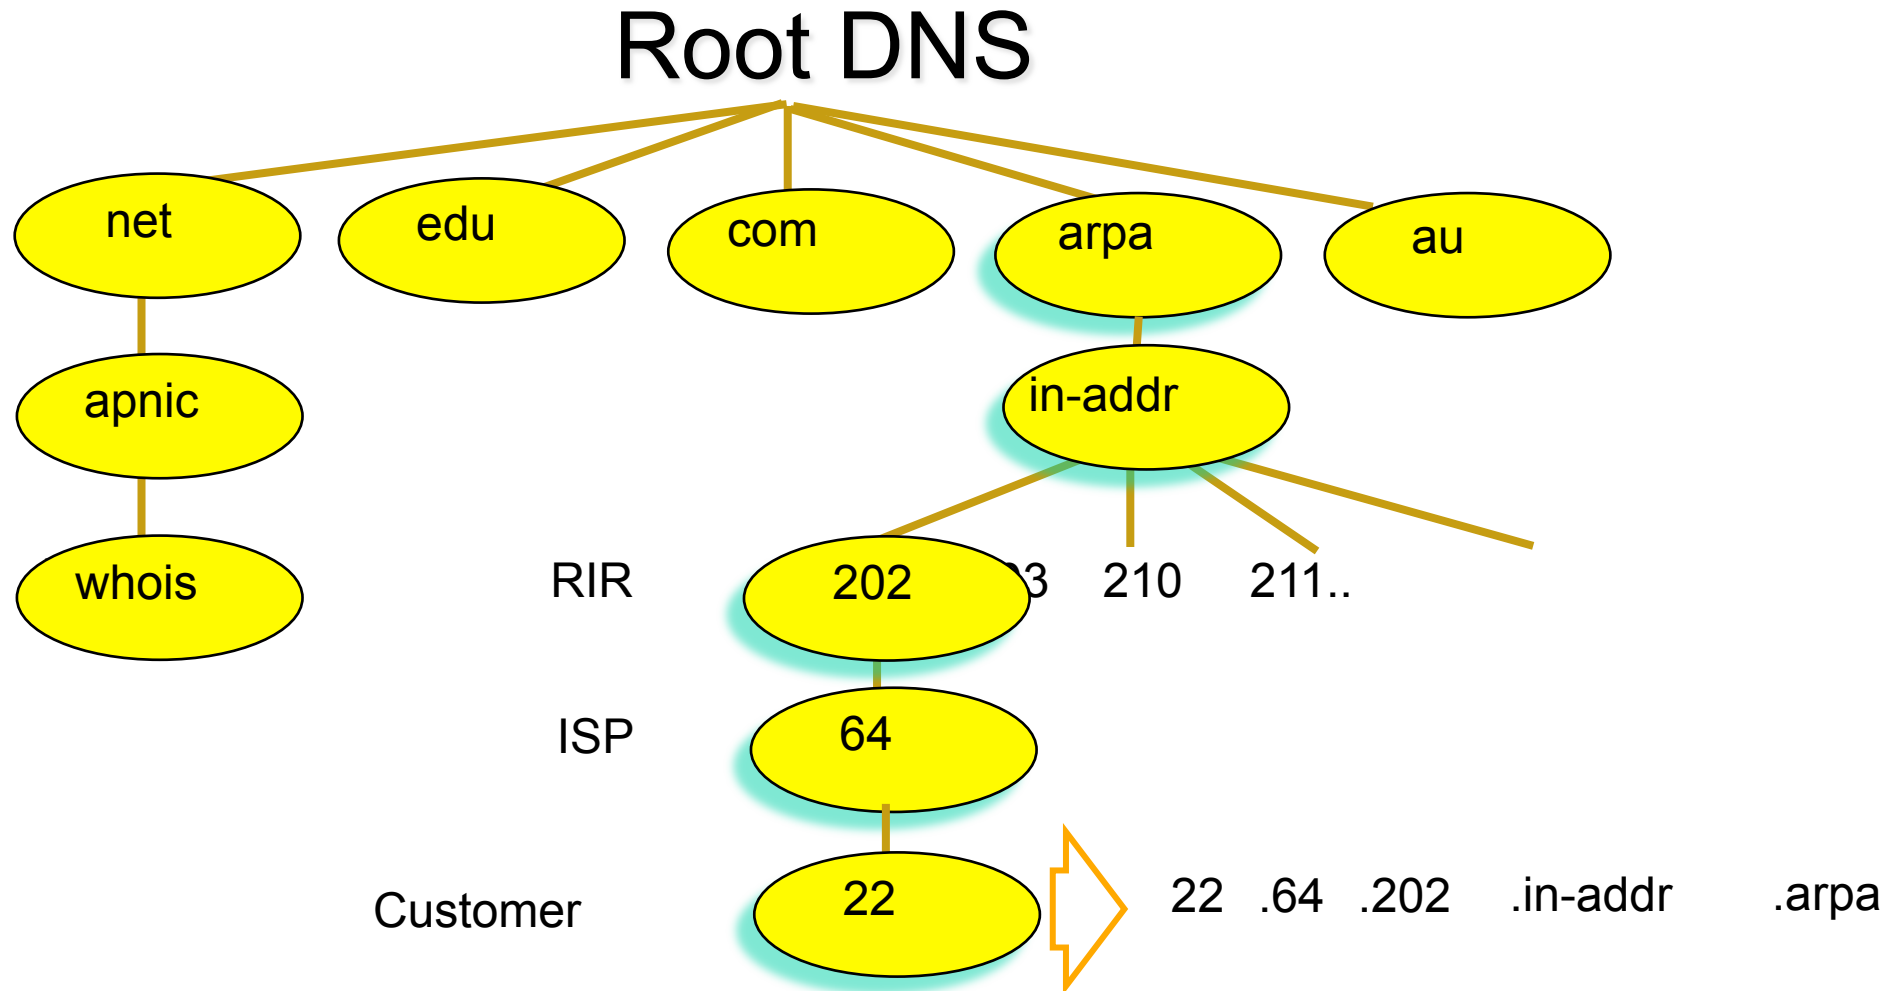 Root DNS
net edu com arpa au
apnic in-addr
whois RIR 202 210 211..
ISP 64
Customer 22 22 .64 .202 .in-addr .arpa